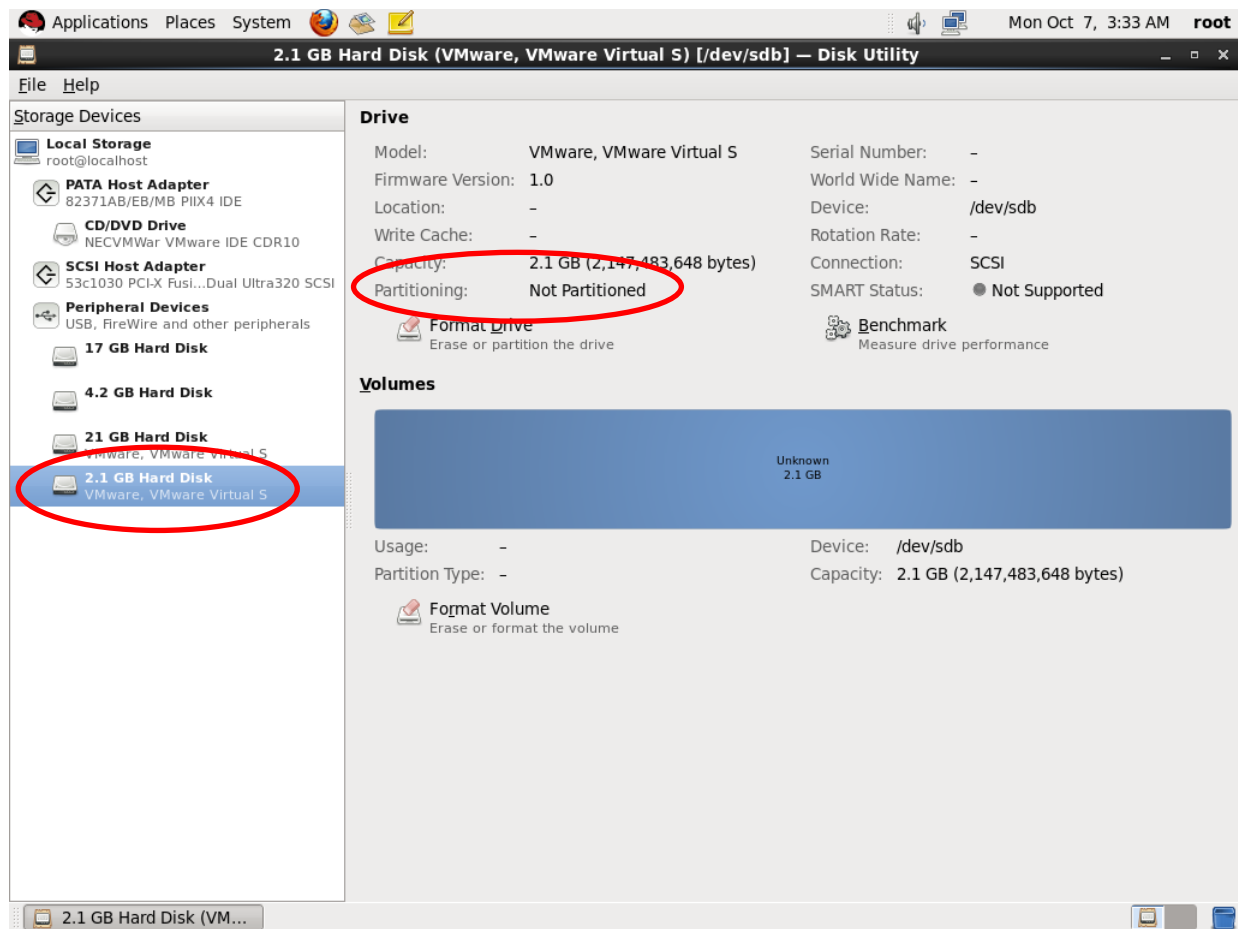 Applications Places System Mon Oct 7, 3:33 AM root
2.1 GB Hard Disk (VMware, VMware Virtual S) [/dev/sdb] — Disk Utility
File Help
Storage Devices
Local Storage
root@localhost
PATA Host Adapter
82371AB/EB/MB PIIX4 IDE
CD/DVD Drive
NECVMWar VMware IDE CDR10
SCSI Host Adapter
53c1030 PCI-X Fusi...Dual Ultra320 SCSI
Peripheral Devices
USB, FireWire and other peripherals
17 GB Hard Disk
4.2 GB Hard Disk
21 GB Hard Disk
VMware, VMware Virtual S
2.1 GB Hard Disk
VMware, VMware Virtual S
Drive
Model: VMware, VMware Virtual S Serial Number: –
Firmware Version: 1.0 World Wide Name: –
Location: – Device: /dev/sdb
Write Cache: – Rotation Rate: –
Capacity: 2.1 GB (2,147,483,648 bytes) Connection: SCSI
Partitioning: Not Partitioned SMART Status: Not Supported
Format Drive Benchmark
Erase or partition the drive Measure drive performance
Volumes
Unknown
2.1 GB
Usage: – Device: /dev/sdb
Partition Type: – Capacity: 2.1 GB (2,147,483,648 bytes)
Format Volume
Erase or format the volume
2.1 GB Hard Disk (VM...